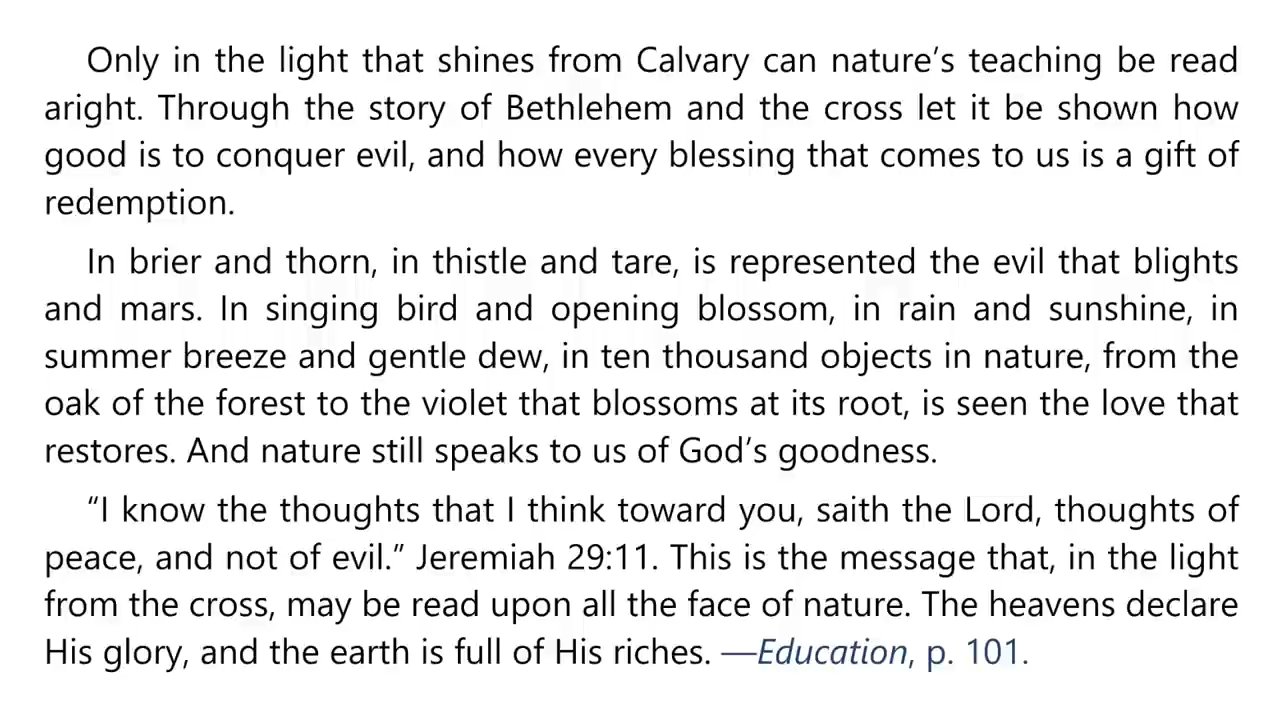 Only in the light that shines from Calvary can nature’s teaching be read
aright. Through the story of Bethlehem and the cross let it be shown how
good is to conquer evil, and how every blessing that comes to us is a gift of
redemption.
In brier and thorn, in thistle and tare, is represented the evil that blights
and mars. In singing bird and opening blossom, in rain and sunshine, in
summer breeze and gentle dew, in ten thousand objects in nature, from the
oak of the forest to the violet that blossoms at its root, is seen the love that
restores. And nature still speaks to us of God’s goodness.
“I know the thoughts that I think toward you, saith the Lord, thoughts of
peace, and not of evil.” Jeremiah 29:11. This is the message that, in the light
from the cross, may be read upon all the face of nature. The heavens declare
His glory, and the earth is full of His riches. —Education, p. 101.